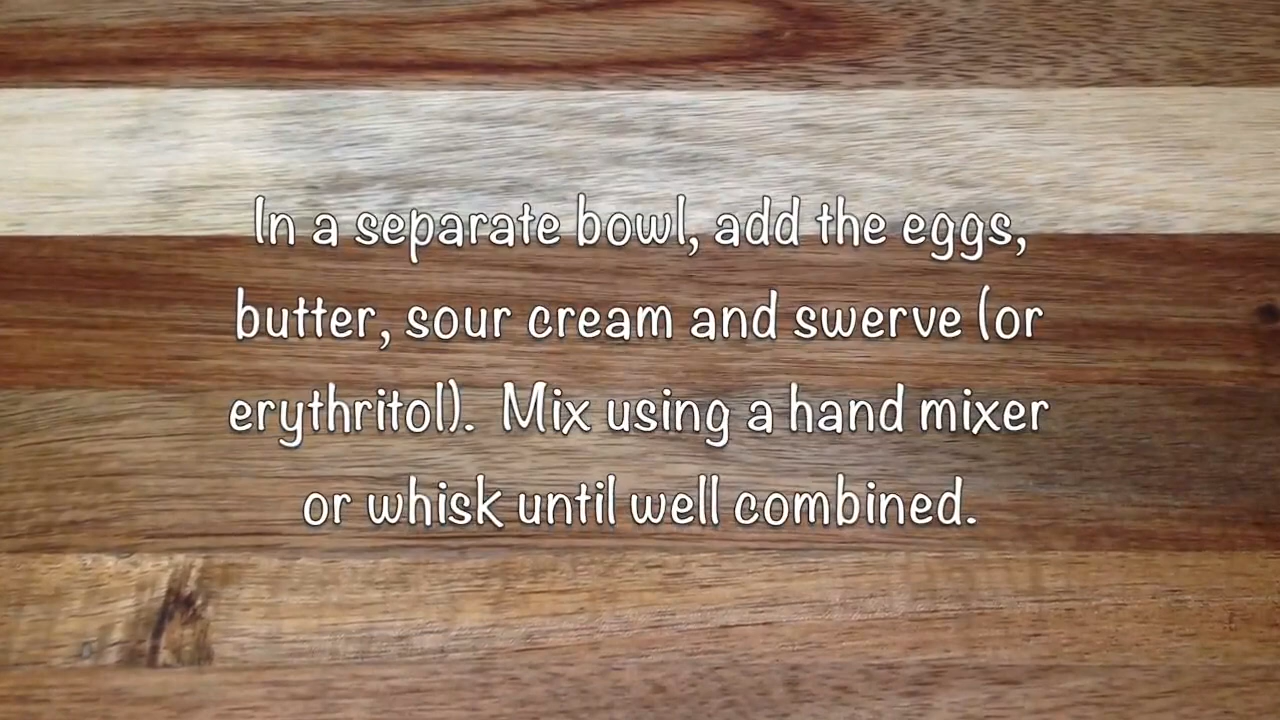 In a separate bowl, add the eggs,
butter, sour cream and swerve (or
erythritol).  Mix using a hand mixer
or whisk until well combined.